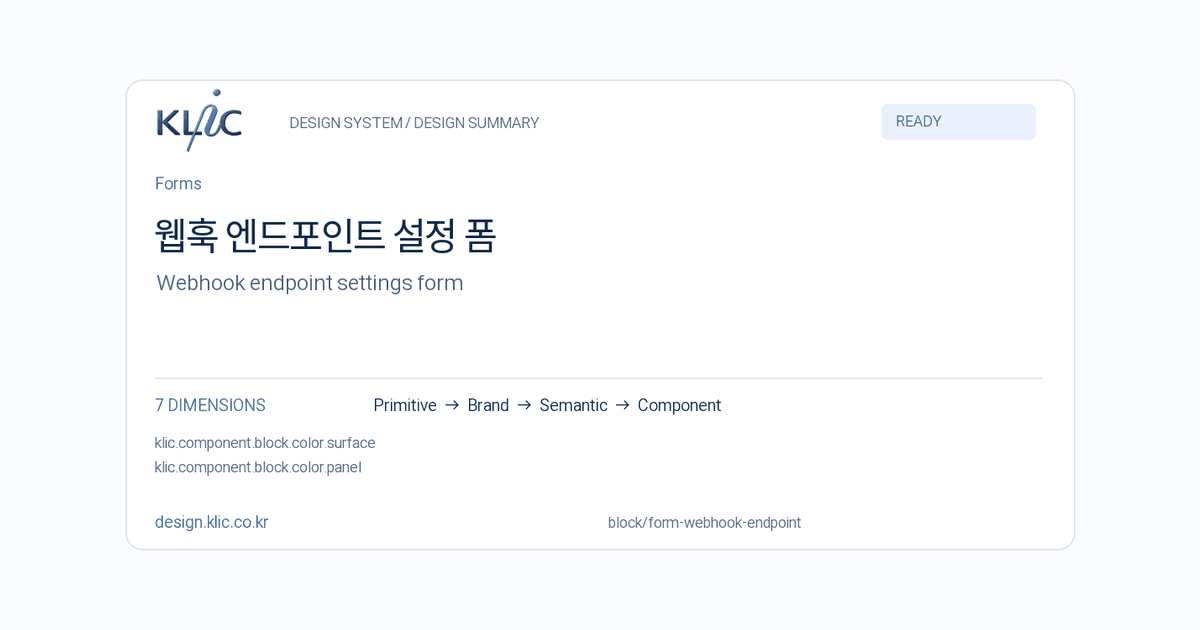 KLiC
DESIGN SYSTEM / DESIGN SUMMARY
READY
Forms
웹훅 엔드포인트 설정 폼
Webhook endpoint settings form
7 DIMENSIONS
Primitive → Brand → Semantic → Component
klic.component.block.color.surface
klic.component.block.color.panel
design.klic.co.kr
block/form-webhook-endpoint